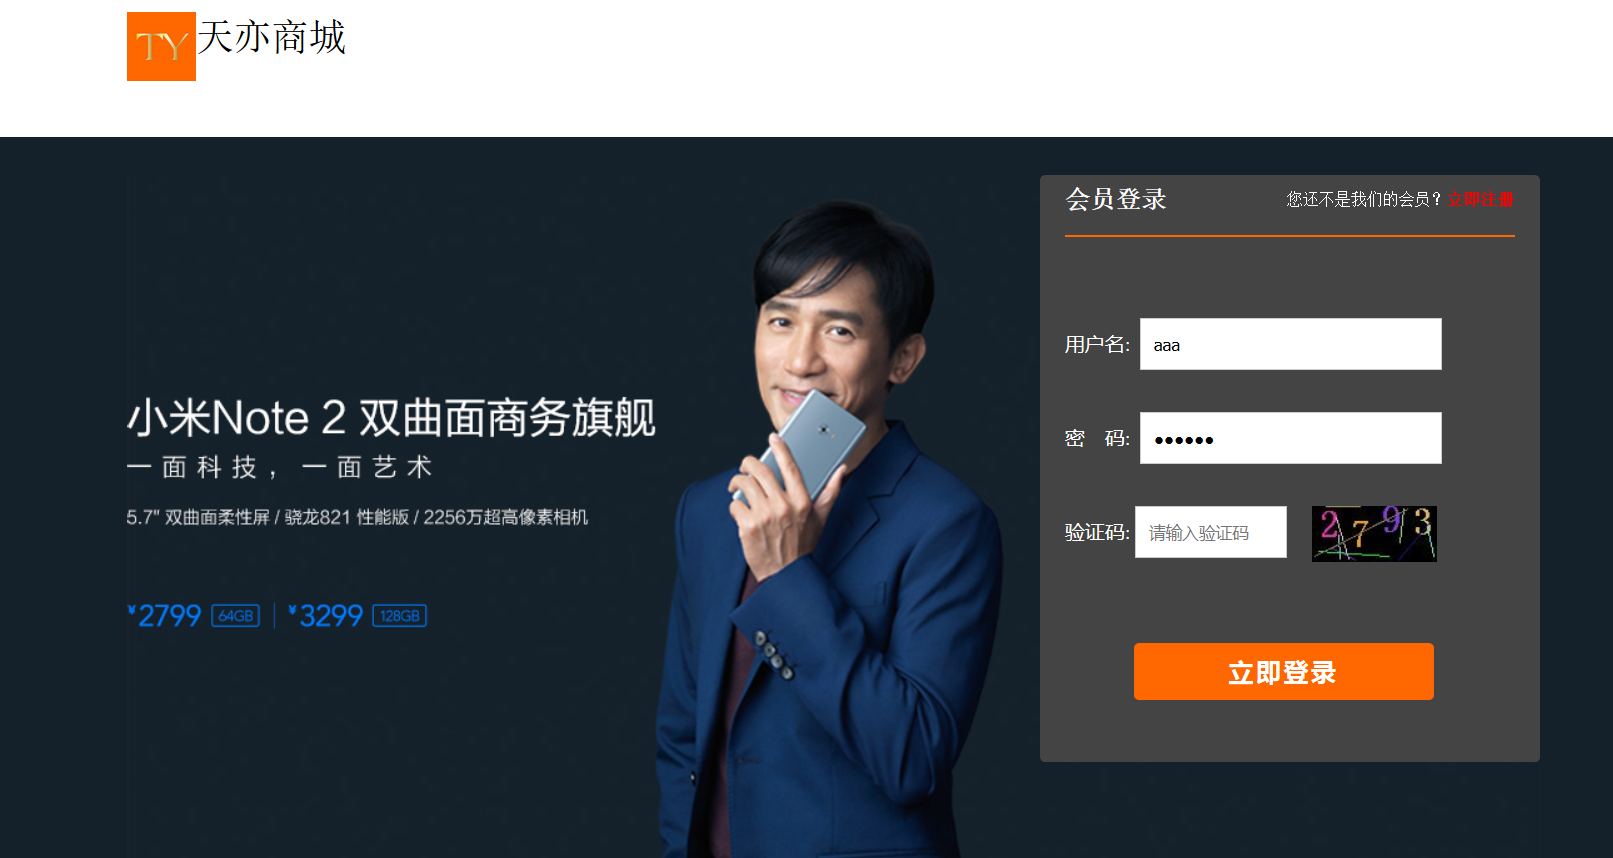 TY 天亦商城
会员登录
您还不是我们的会员？立即注册
用户名: aaa
密 码: ●●●●●●
验证码: 请输入验证码 2793
立即登录
小米Note 2 双曲面商务旗舰
一面科技，一面艺术
5.7" 双曲面柔性屏 / 骁龙821 性能版 / 2256万超高像素相机
¥2799 64GB | ¥3299 128GB